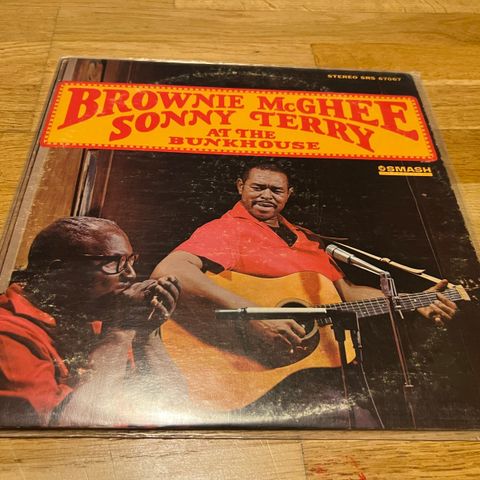 STEREO SRS 67067
BROWNIE McGHEE
SONNY TERRY
AT THE
BUNKHOUSE
SMASH